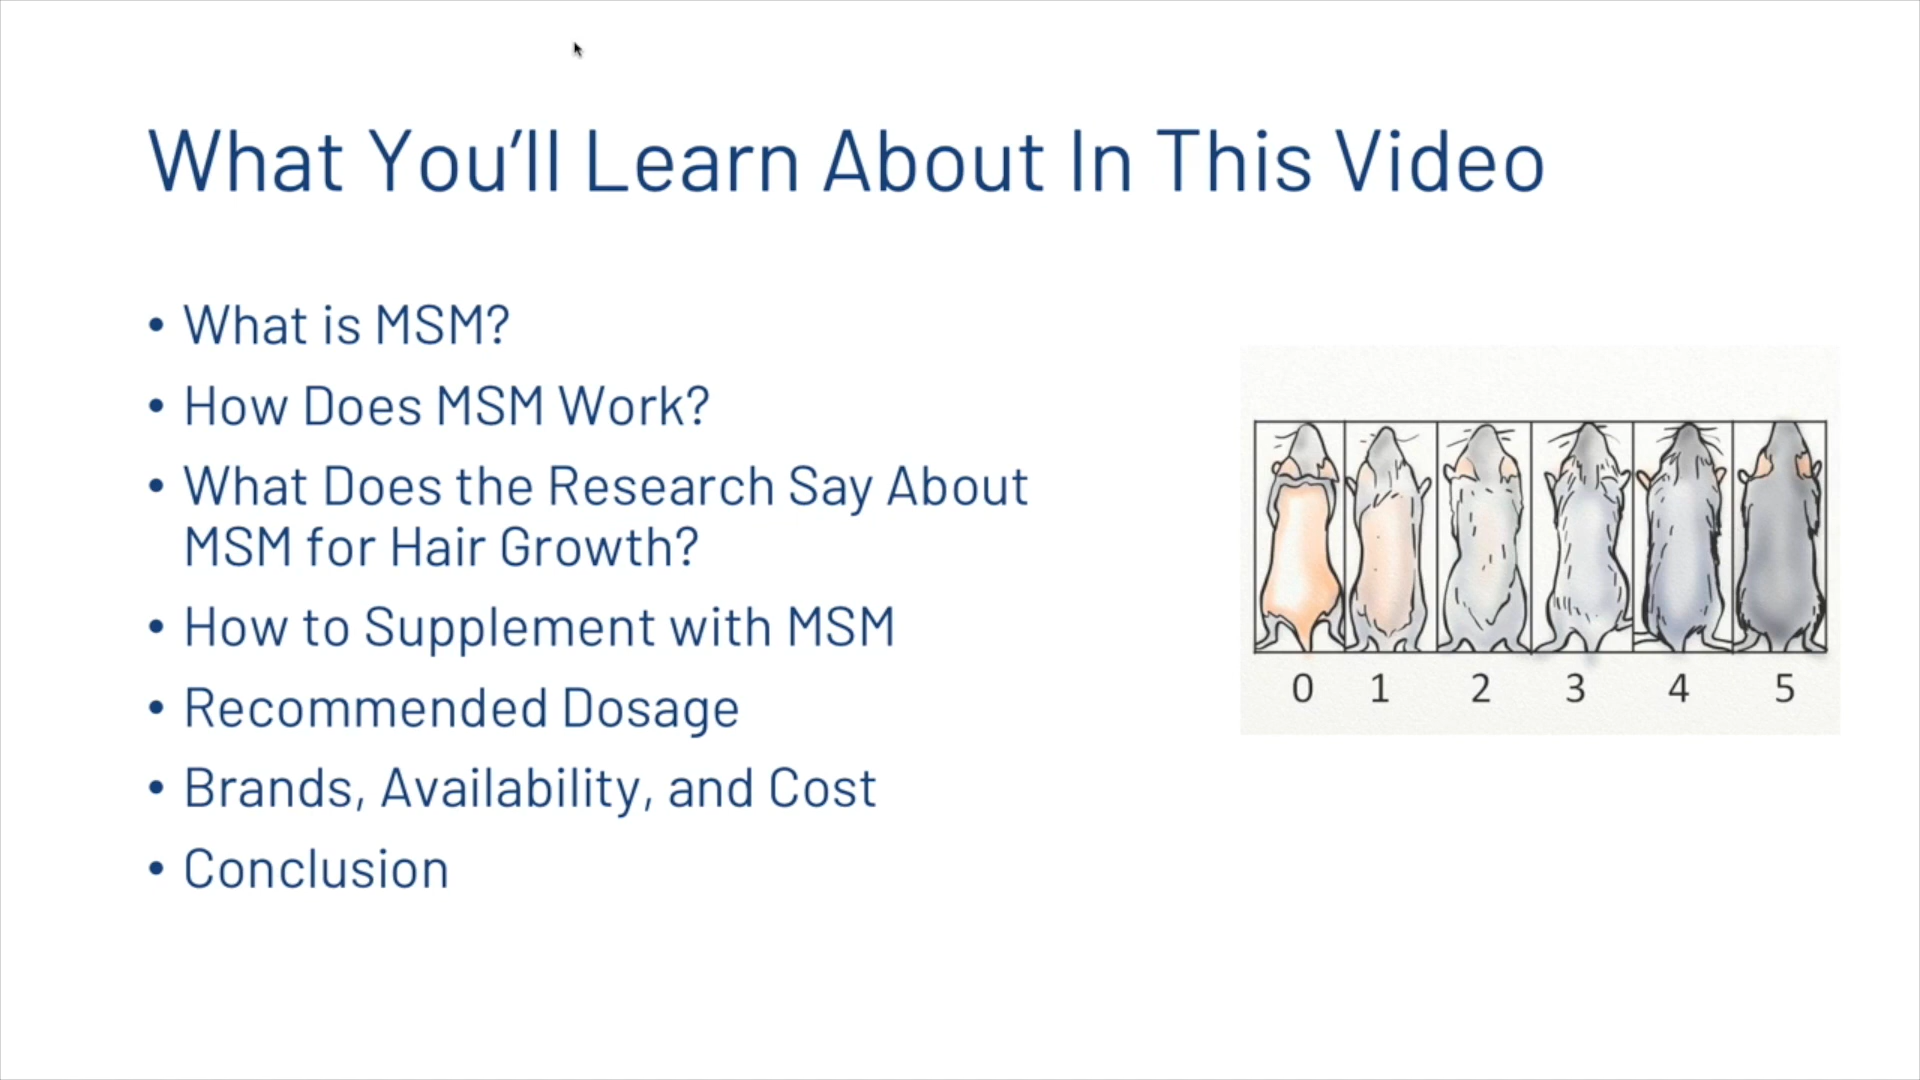 What You’ll Learn About In This Video
• What is MSM?
• How Does MSM Work?
• What Does the Research Say About
MSM for Hair Growth?
• How to Supplement with MSM
• Recommended Dosage
• Brands, Availability, and Cost
• Conclusion
0 1 2 3 4 5